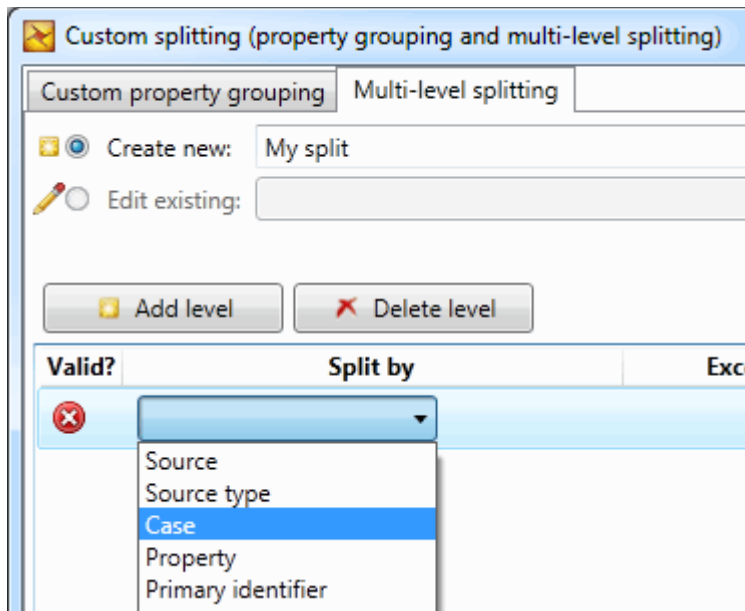 Custom splitting (property grouping and multi-level splitting)
Custom property grouping Multi-level splitting
Create new: My split
Edit existing:
Add level Delete level
Valid? Split by Exc
Source
Source type
Case
Property
Primary identifier